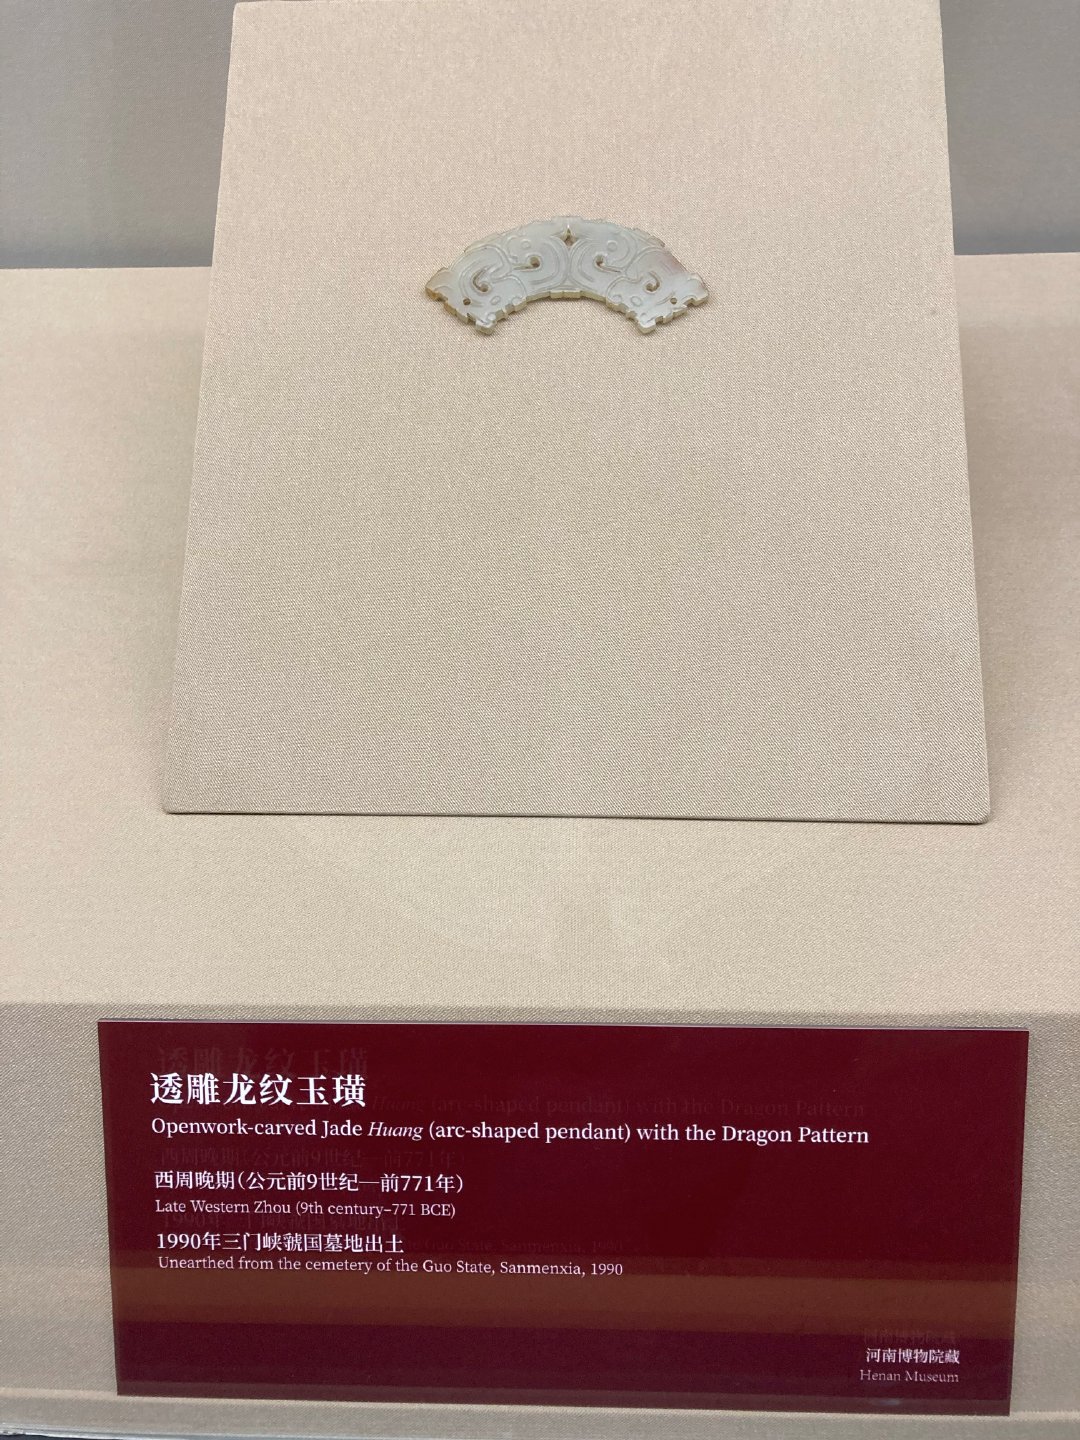 透雕龙纹玉璜
Openwork-carved Jade Huang (arc-shaped pendant) with the Dragon Pattern
西周晚期（公元前9世纪—前771年）
Late Western Zhou (9th century–771 BCE)
1990年三门峡虢国墓地出土
Unearthed from the cemetery of the Guo State, Sanmenxia, 1990
河南博物院藏
Henan Museum